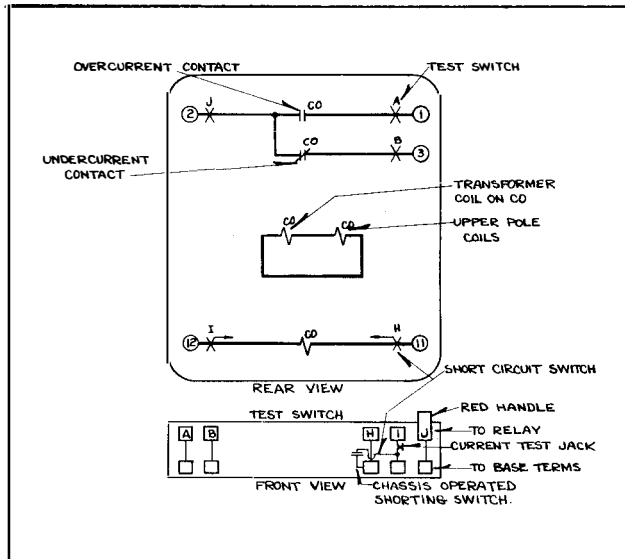 OVERCURRENT CONTACT
TEST SWITCH
2
J
CO
A
1
CO
B
3
UNDERCURRENT
CONTACT
TRANSFORMER
COIL ON CO
CO
CO
UPPER POLE
COILS
12
I
CO
H
11
REAR VIEW
SHORT CIRCUIT SWITCH
TEST SWITCH
RED HANDLE
A
B
H
I
J
TO RELAY
CURRENT TEST JACK
TO BASE TERMS
FRONT VIEW
CHASSIS OPERATED
SHORTING SWITCH.